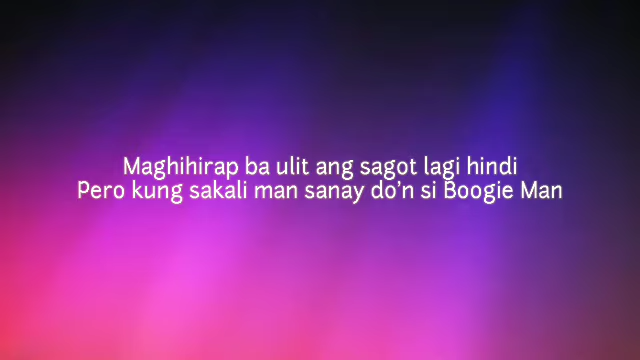 Maghihirap ba ulit ang sagot lagi hindi
Pero kung sakali man sanay do'n si Boogie Man